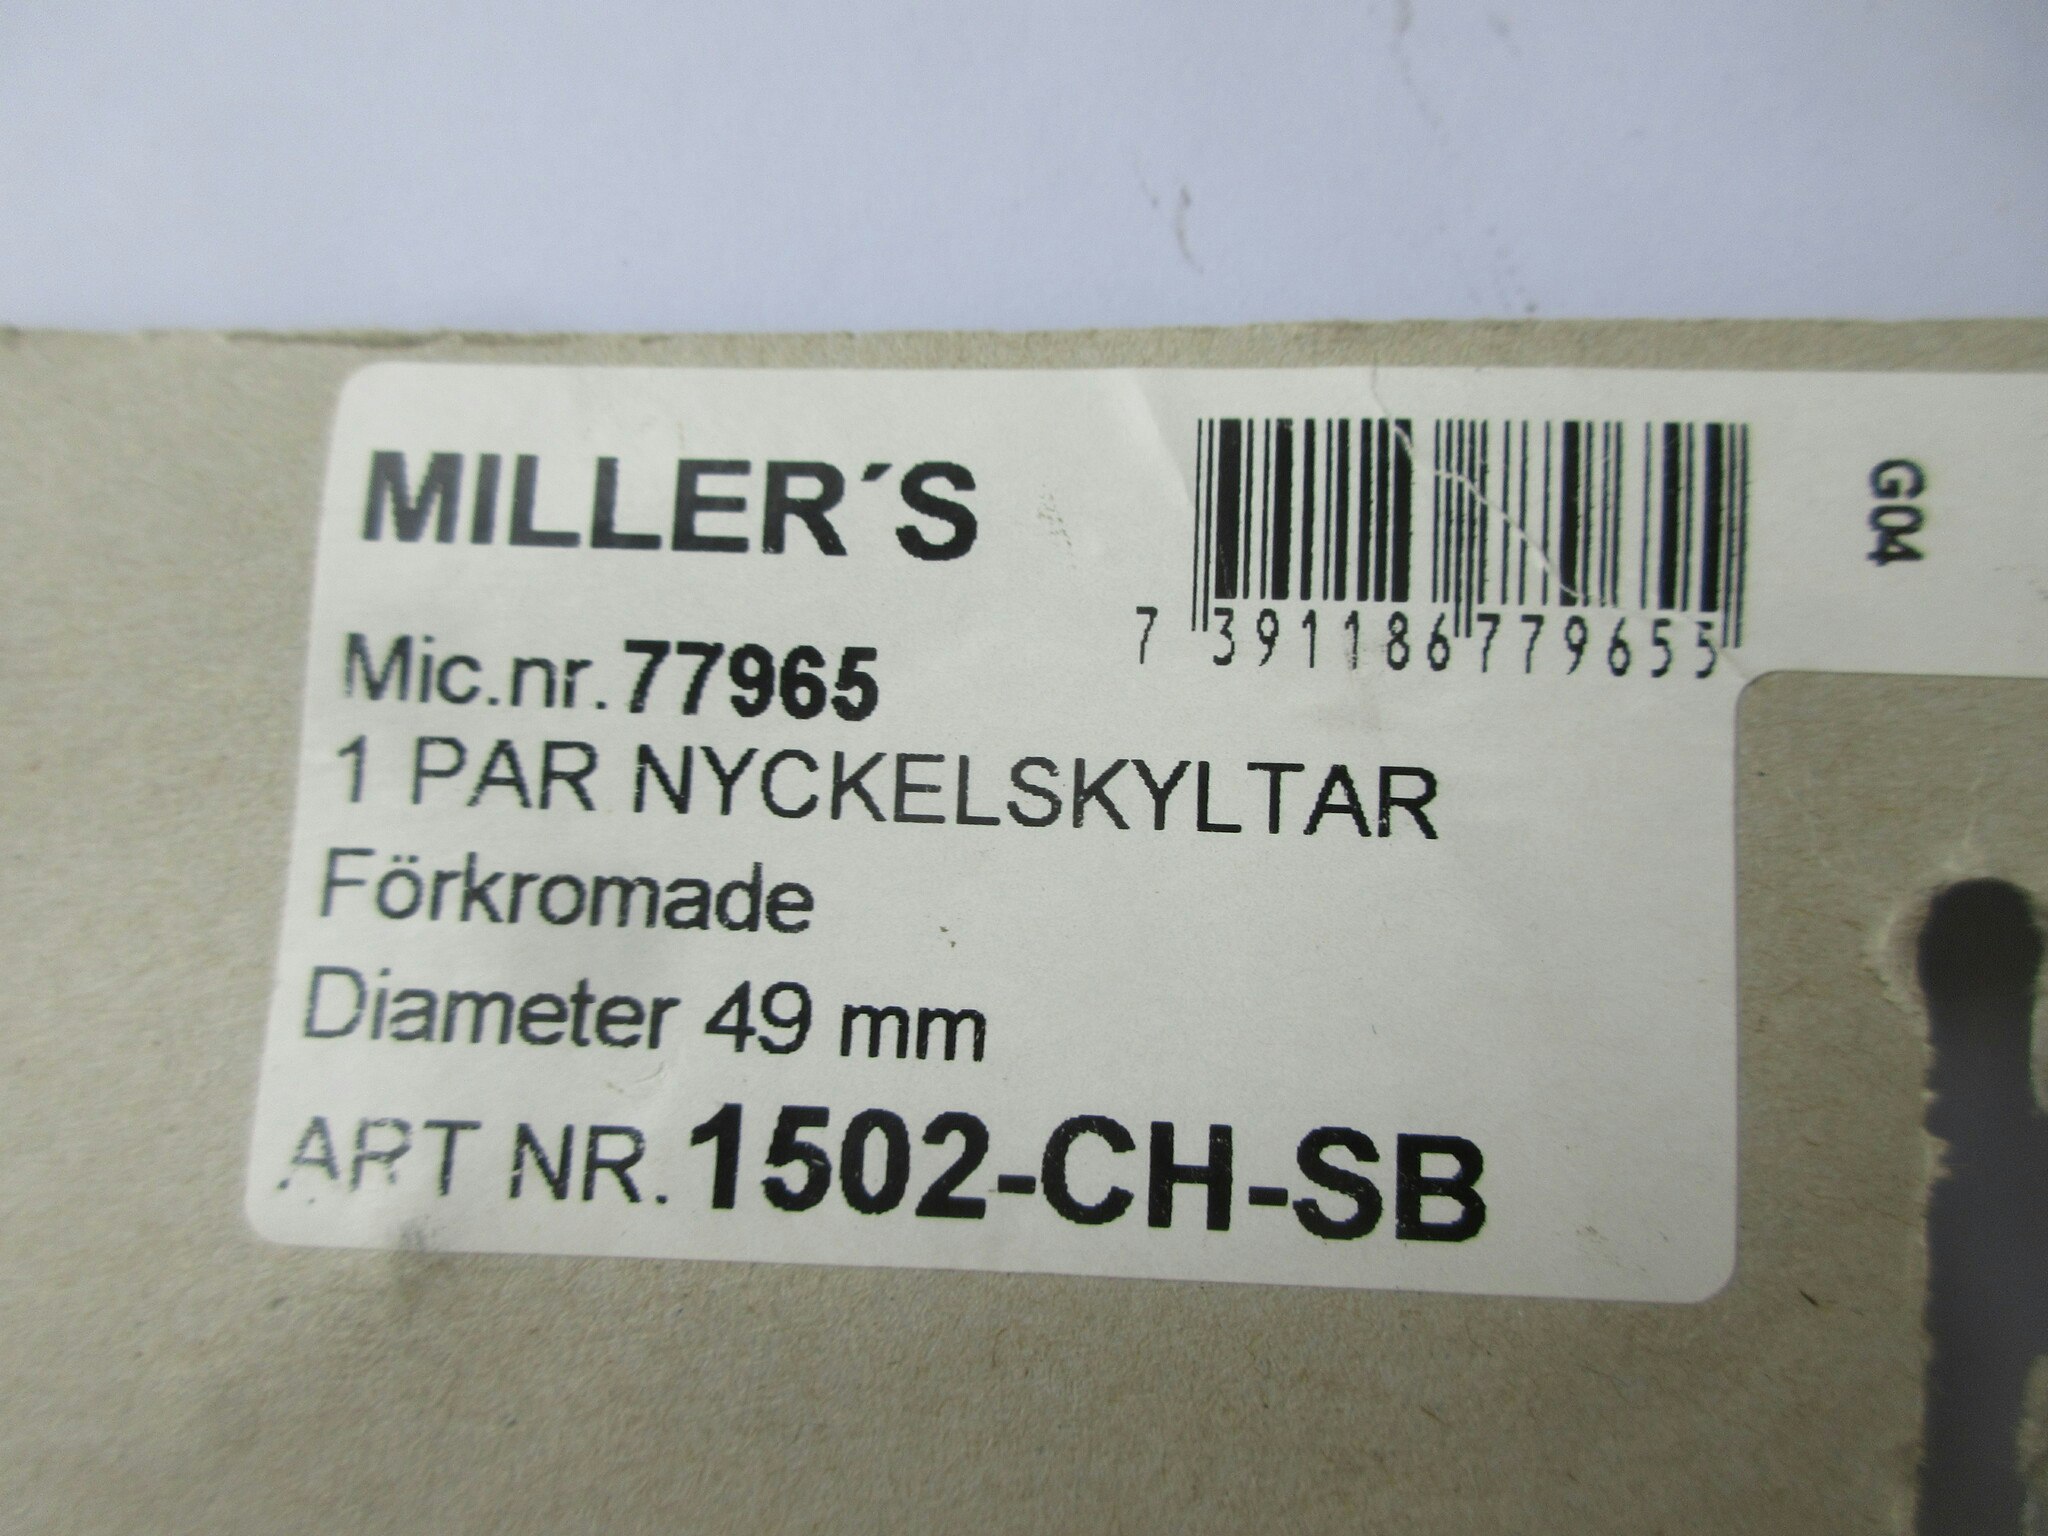 MILLER´S
7 391186 779655
G04
Mic.nr. 77965
1 PAR NYCKELSKYLTAR
Förkromade
Diameter 49 mm
ART NR. 1502-CH-SB